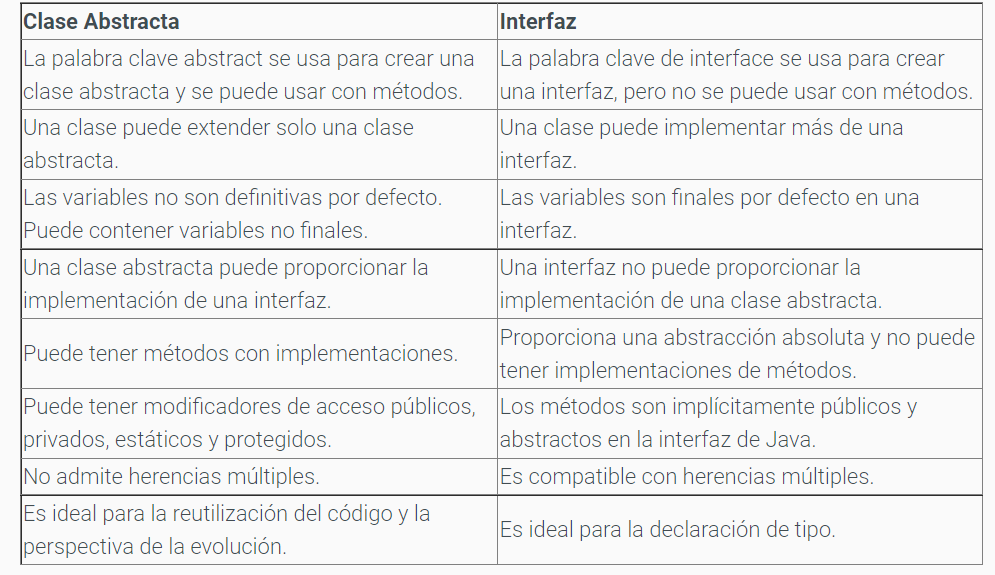 Clase Abstracta
Interfaz
La palabra clave abstract se usa para crear una
clase abstracta y se puede usar con métodos.
La palabra clave de interface se usa para crear
una interfaz, pero no se puede usar con métodos.
Una clase puede extender solo una clase
abstracta.
Una clase puede implementar más de una
interfaz.
Las variables no son definitivas por defecto.
Puede contener variables no finales.
Las variables son finales por defecto en una
interfaz.
Una clase abstracta puede proporcionar la
implementación de una interfaz.
Una interfaz no puede proporcionar la
implementación de una clase abstracta.
Puede tener métodos con implementaciones.
Proporciona una abstracción absoluta y no puede
tener implementaciones de métodos.
Puede tener modificadores de acceso públicos,
privados, estáticos y protegidos.
Los métodos son implícitamente públicos y
abstractos en la interfaz de Java.
No admite herencias múltiples.
Es compatible con herencias múltiples.
Es ideal para la reutilización del código y la
perspectiva de la evolución.
Es ideal para la declaración de tipo.